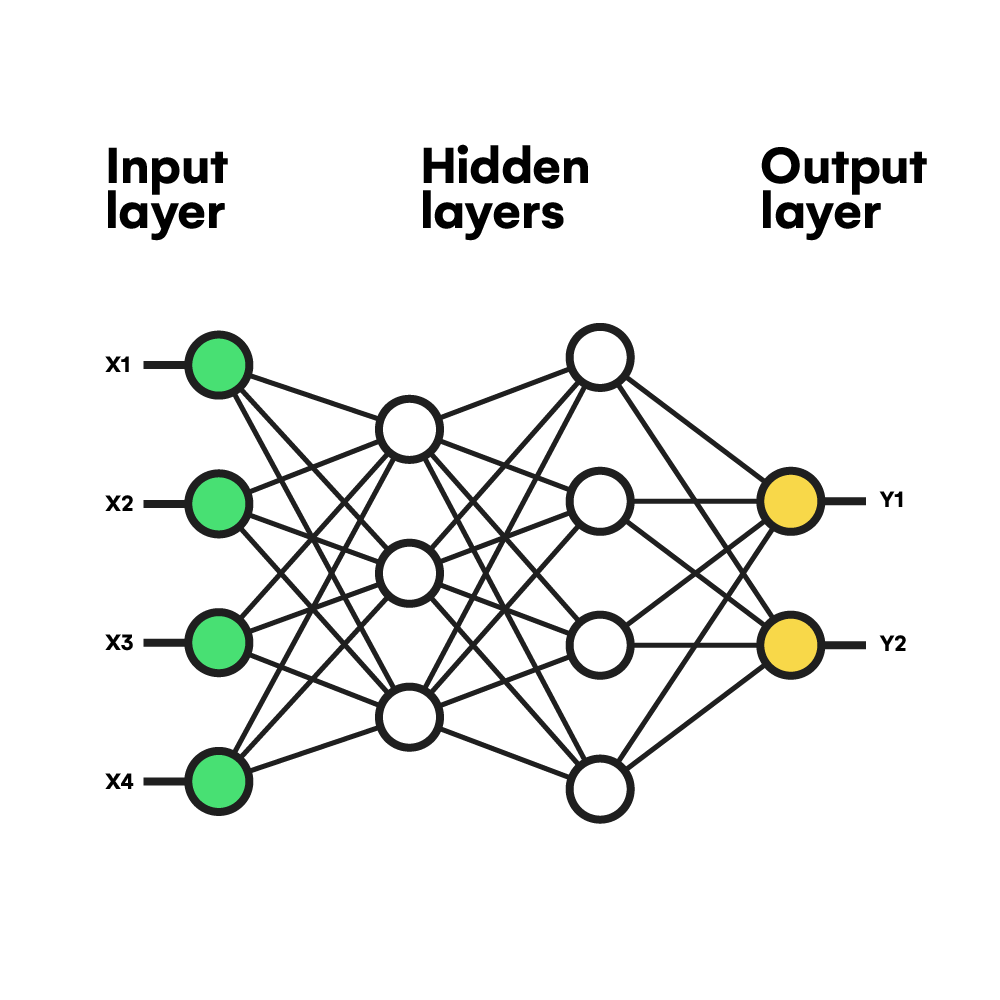 Input
layer
Hidden
layers
Output
layer
X1
X2
X3
X4
Y1
Y2